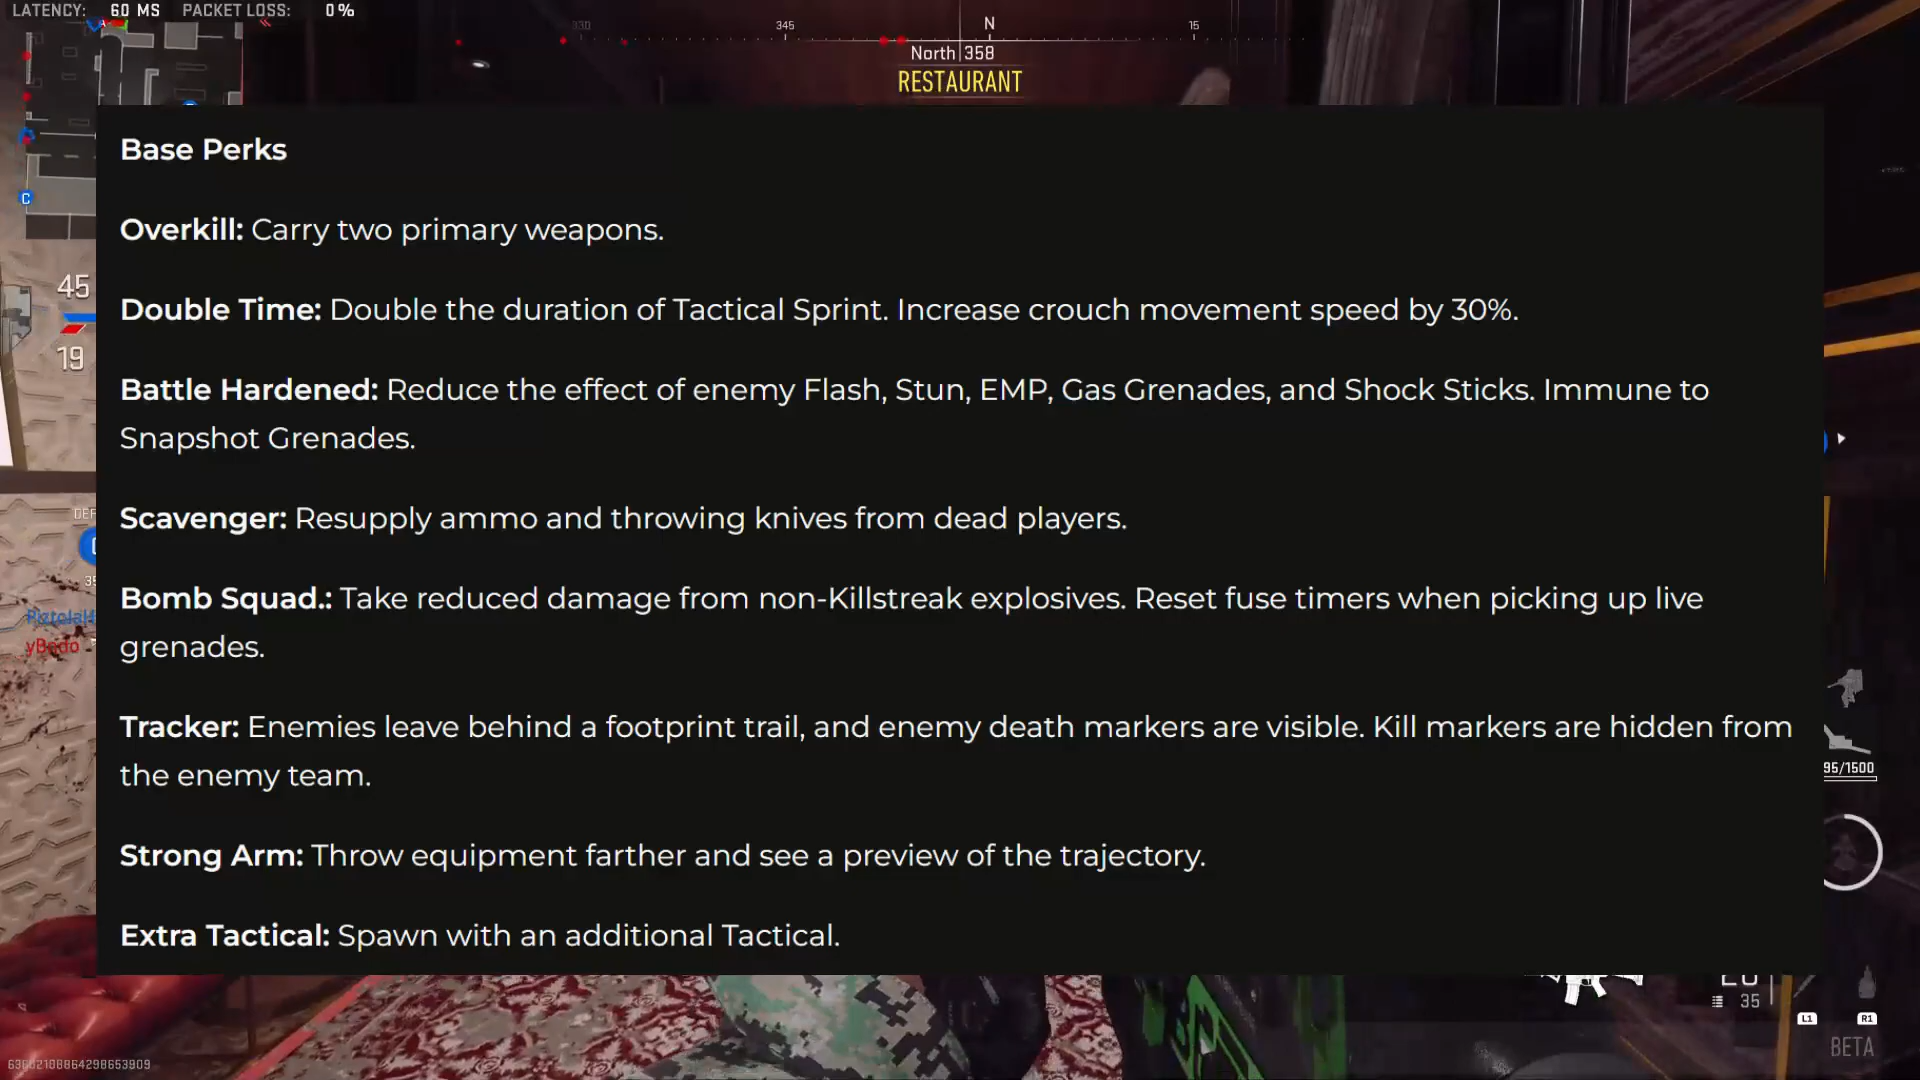 LATENCY: 60 MS PACKET LOSS: 0 %
330 345 N 15
North 358
RESTAURANT
A
C
45
19
Base Perks
Overkill: Carry two primary weapons.
Double Time: Double the duration of Tactical Sprint. Increase crouch movement speed by 30%.
Battle Hardened: Reduce the effect of enemy Flash, Stun, EMP, Gas Grenades, and Shock Sticks. Immune to
Snapshot Grenades.
Scavenger: Resupply ammo and throwing knives from dead players.
Bomb Squad.: Take reduced damage from non-Killstreak explosives. Reset fuse timers when picking up live
grenades.
Tracker: Enemies leave behind a footprint trail, and enemy death markers are visible. Kill markers are hidden from
the enemy team.
Strong Arm: Throw equipment farther and see a preview of the trajectory.
Extra Tactical: Spawn with an additional Tactical.
95/1500
35
L1 R1
BETA